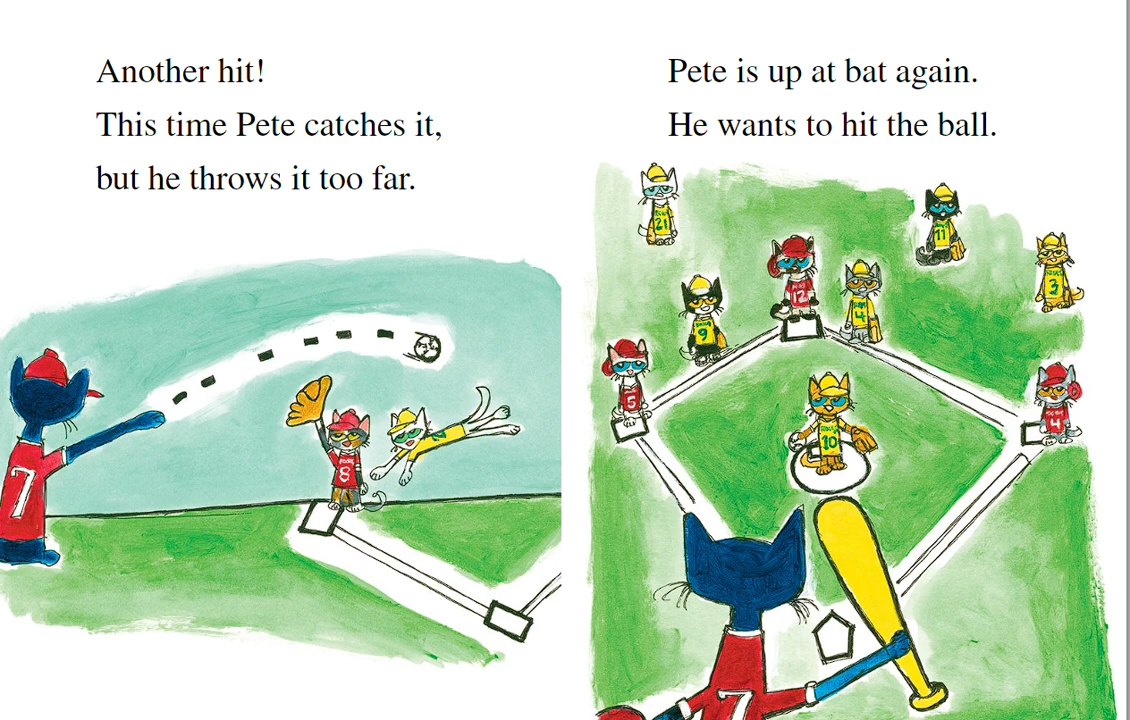 Another hit!
This time Pete catches it,
but he throws it too far.
7
8
Pete is up at bat again.
He wants to hit the ball.
21
11
3
12
4
9
5
4
10
7